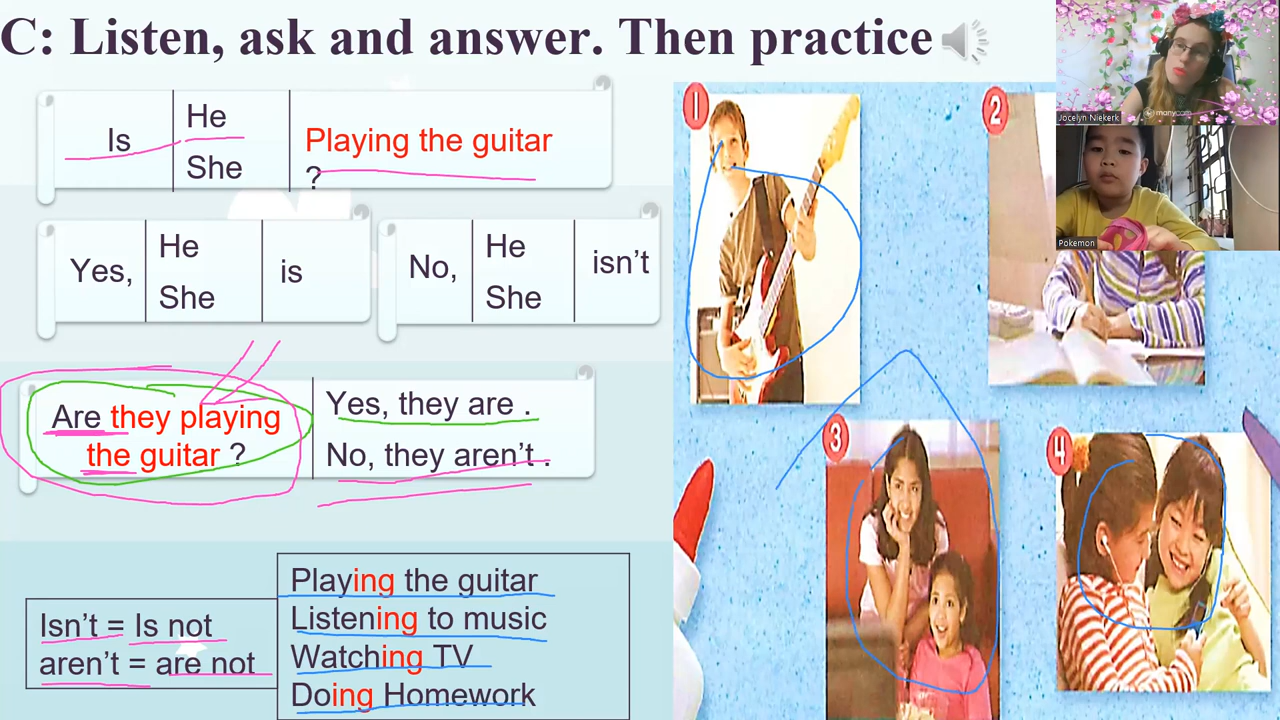 C: Listen, ask and answer. Then practice
Is
He
She
Playing the guitar
?
Yes,
He
She
is
No,
He
She
isn't
Are they playing
the guitar ?
Yes, they are .
No, they aren't .
Isn't = Is not
aren't = are not
Playing the guitar
Listening to music
Watching TV
Doing Homework
1
2
3
4
Jocelyn Niekerk
manycam
Pokemon